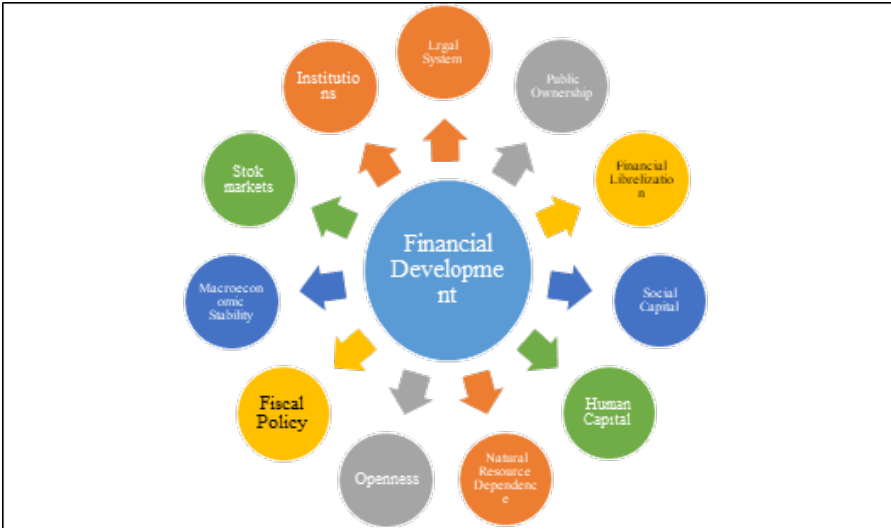 Lrgal
System
Public
Ownership
Financial
Librelizatio
n
Social
Capital
Human
Capital
Natural
Resource
Dependenc
e
Openness
Fiscal
Policy
Macroecon
omic
Stability
Stok
markets
Institutio
ns
Financial
Developme
nt